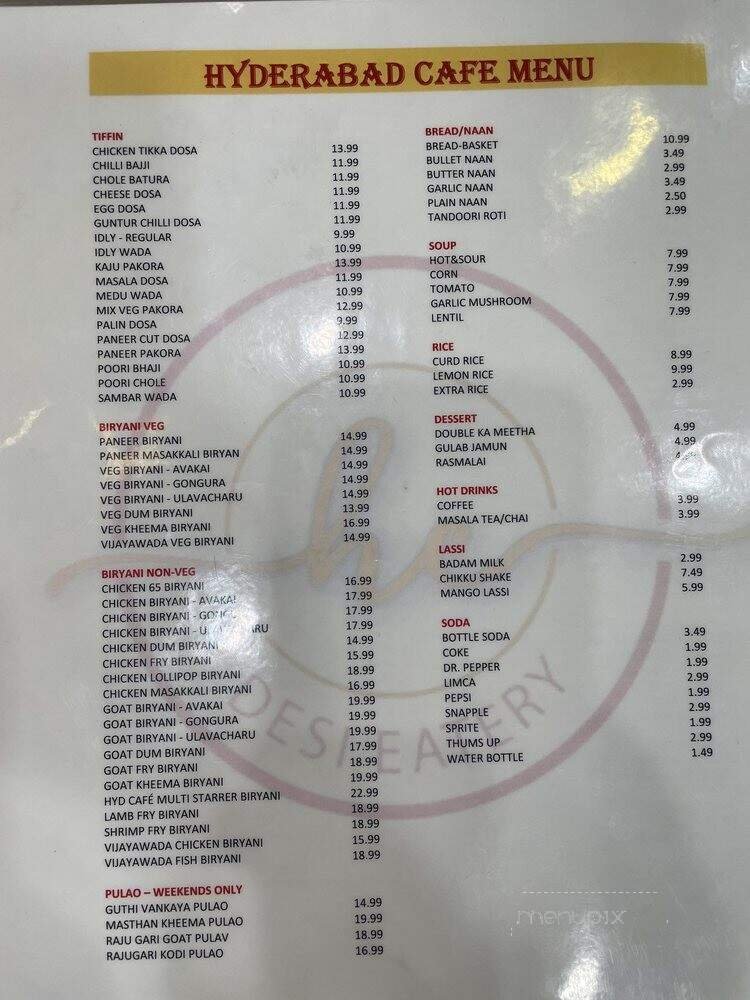 HYDERABAD CAFE MENU
TIFFIN
CHICKEN TIKKA DOSA 13.99
CHILLI BAJJI 11.99
CHOLE BATURA 11.99
CHEESE DOSA 11.99
EGG DOSA 11.99
GUNTUR CHILLI DOSA 11.99
IDLY - REGULAR 9.99
IDLY WADA 10.99
KAJU PAKORA 13.99
MASALA DOSA 11.99
MEDU WADA 10.99
MIX VEG PAKORA 12.99
PALIN DOSA 9.99
PANEER CUT DOSA 12.99
PANEER PAKORA 13.99
POORI BHAJI 10.99
POORI CHOLE 10.99
SAMBAR WADA 10.99
BIRYANI VEG
PANEER BIRYANI 14.99
PANEER MASAKKALI BIRYAN 14.99
VEG BIRYANI - AVAKAI 14.99
VEG BIRYANI - GONGURA 14.99
VEG BIRYANI - ULAVACHARU 14.99
VEG DUM BIRYANI 13.99
VEG KHEEMA BIRYANI 16.99
VIJAYAWADA VEG BIRYANI 14.99
BIRYANI NON-VEG
CHICKEN 65 BIRYANI 16.99
CHICKEN BIRYANI - AVAKAI 17.99
CHICKEN BIRYANI - 17.99
CHICKEN BIRYANI - 17.99
CHICKEN DUM BIRYANI 14.99
CHICKEN FRY BIRYANI 15.99
CHICKEN LOLLIPOP BIRYANI 18.99
CHICKEN MASAKKALI BIRYANI 16.99
GOAT BIRYANI - AVAKAI 19.99
GOAT BIRYANI - GONGURA 19.99
GOAT BIRYANI - ULAVACHARU 19.99
GOAT DUM BIRYANI 17.99
GOAT FRY BIRYANI 18.99
GOAT KHEEMA BIRYANI 19.99
HYD CAFÉ MULTI STARRER BIRYANI 22.99
LAMB FRY BIRYANI 18.99
SHRIMP FRY BIRYANI 18.99
VIJAYAWADA CHICKEN BIRYANI 15.99
VIJAYAWADA FISH BIRYANI 18.99
PULAO – WEEKENDS ONLY
GUTHI VANKAYA PULAO 14.99
MASTHAN KHEEMA PULAO 19.99
RAJU GARI GOAT PULAV 18.99
RAJUGARI KODI PULAO 16.99
BREAD/NAAN
BREAD-BASKET 10.99
BULLET NAAN 3.49
BUTTER NAAN 2.99
GARLIC NAAN 3.49
PLAIN NAAN 2.50
TANDOORI ROTI 2.99
SOUP
HOT&SOUR 7.99
CORN 7.99
TOMATO 7.99
GARLIC MUSHROOM 7.99
LENTIL 7.99
RICE
CURD RICE 8.99
LEMON RICE 9.99
EXTRA RICE 2.99
DESSERT
DOUBLE KA MEETHA 4.99
GULAB JAMUN 4.99
RASMALAI
HOT DRINKS
COFFEE 3.99
MASALA TEA/CHAI 3.99
LASSI
BADAM MILK 2.99
CHIKKU SHAKE 7.49
MANGO LASSI 5.99
SODA
BOTTLE SODA 3.49
COKE 1.99
DR. PEPPER 1.99
LIMCA 2.99
PEPSI 1.99
SNAPPLE 2.99
SPRITE 1.99
THUMS UP 2.99
WATER BOTTLE 1.49
hi
DESI EATERY
menupix